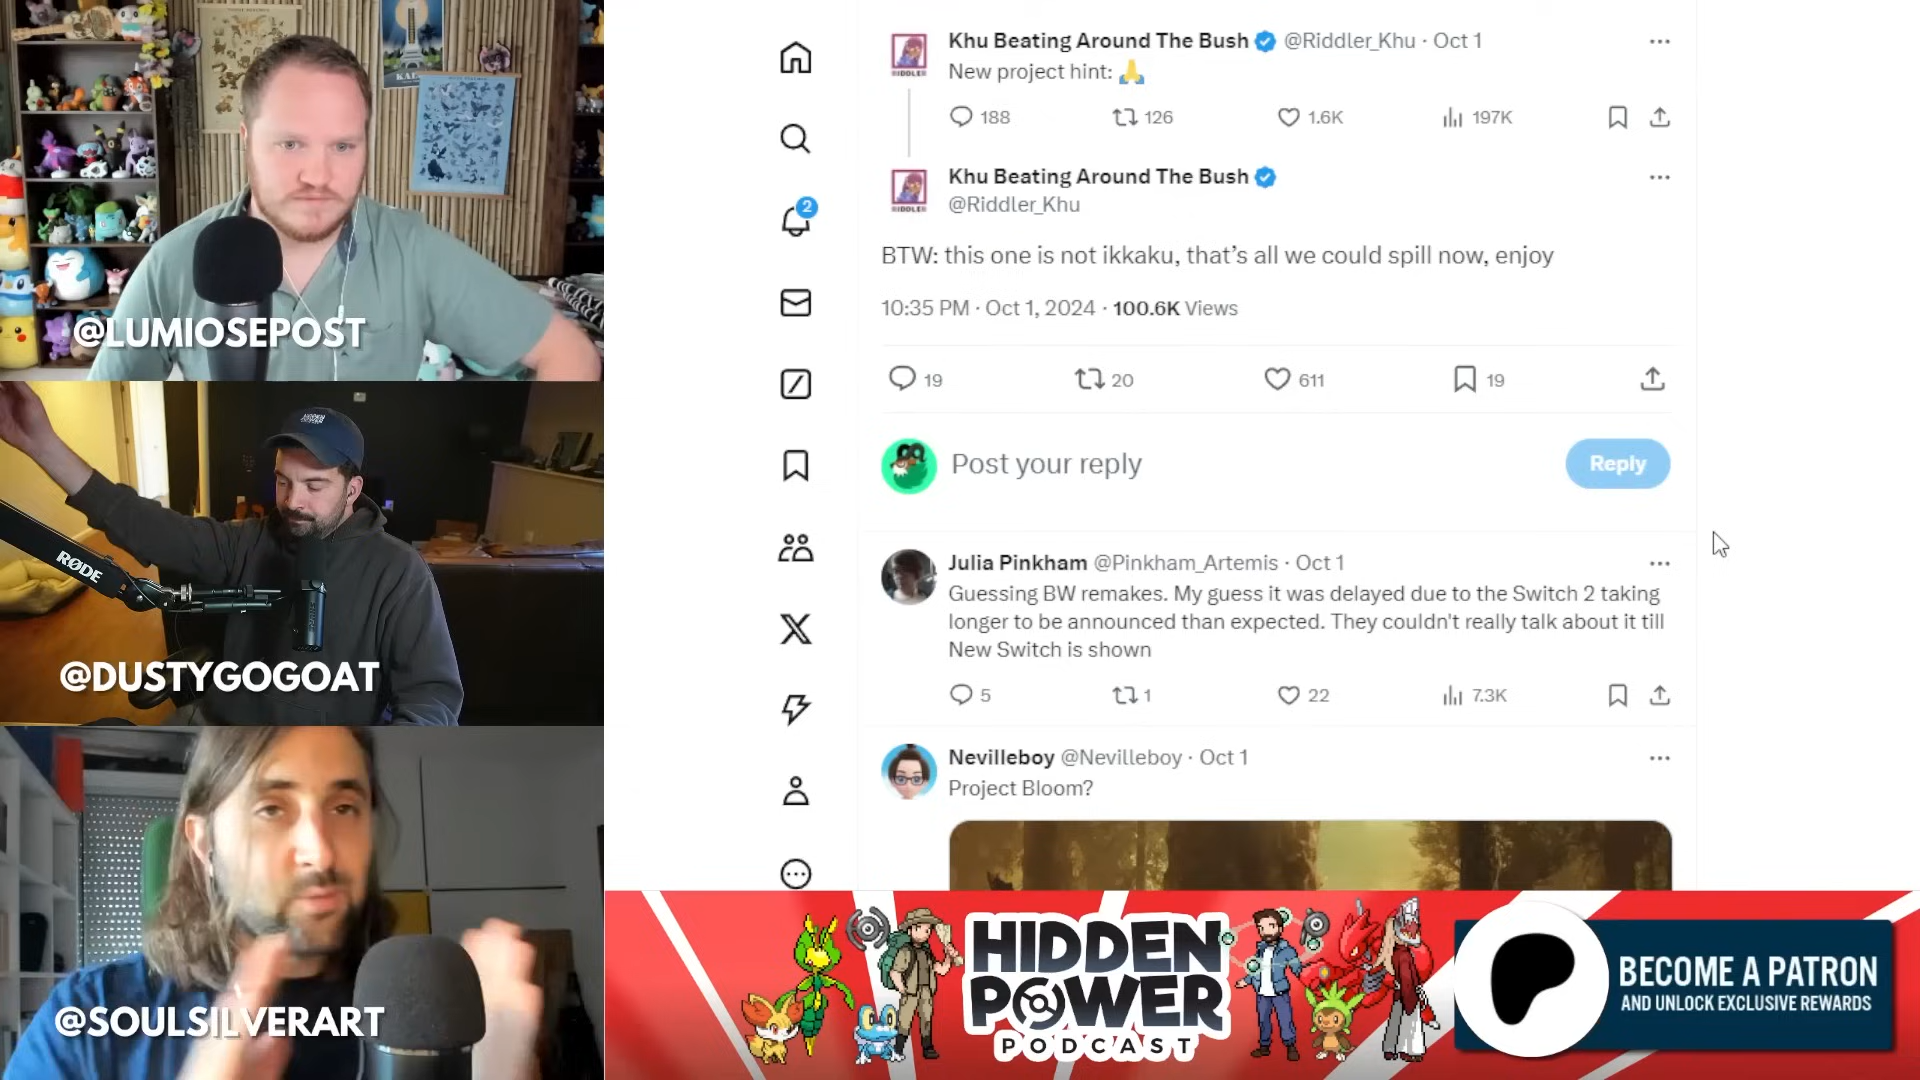 @LUMIOSEPOST
RØDE
@DUSTYGOGOAT
@SOULSILVERART
Khu Beating Around The Bush @Riddler_Khu · Oct 1
New project hint: 🙏
188 126 1.6K 197K
RIDDLER
Khu Beating Around The Bush
@Riddler_Khu
RIDDLER
BTW: this one is not ikkaku, that's all we could spill now, enjoy
10:35 PM · Oct 1, 2024 · 100.6K Views
19 20 611 19
Post your reply
Reply
2
Julia Pinkham @Pinkham_Artemis · Oct 1
Guessing BW remakes. My guess it was delayed due to the Switch 2 taking
longer to be announced than expected. They couldn't really talk about it till
New Switch is shown
5 1 22 7.3K
Nevilleboy @Nevilleboy · Oct 1
Project Bloom?
HIDDEN
POWER
PODCAST
BECOME A PATRON
AND UNLOCK EXCLUSIVE REWARDS